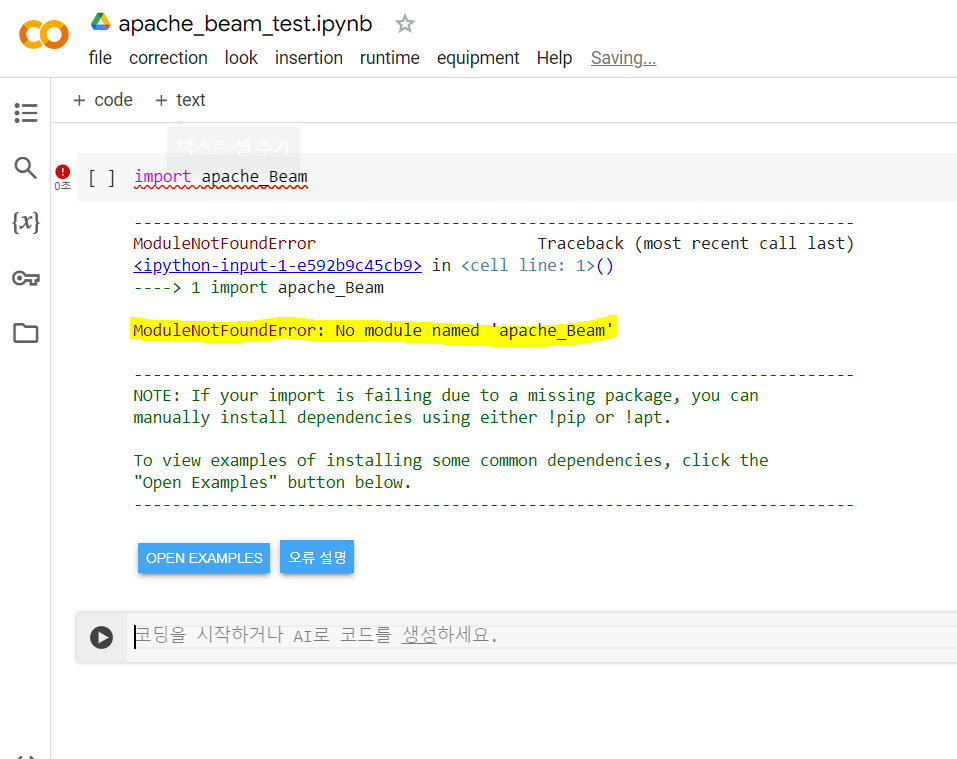 apache_beam_test.ipynb
file correction look insertion runtime equipment Help Saving...
+ code + text
텍스트 셀 추가
[ ] import apache_Beam
0초
---------------------------------------------------------------------------
ModuleNotFoundError Traceback (most recent call last)
<ipython-input-1-e592b9c45cb9> in <cell line: 1>()
----> 1 import apache_Beam
ModuleNotFoundError: No module named 'apache_Beam'
---------------------------------------------------------------------------
NOTE: If your import is failing due to a missing package, you can
manually install dependencies using either !pip or !apt.
To view examples of installing some common dependencies, click the
"Open Examples" button below.
---------------------------------------------------------------------------
OPEN EXAMPLES 오류 설명
코딩을 시작하거나 AI로 코드를 생성하세요.